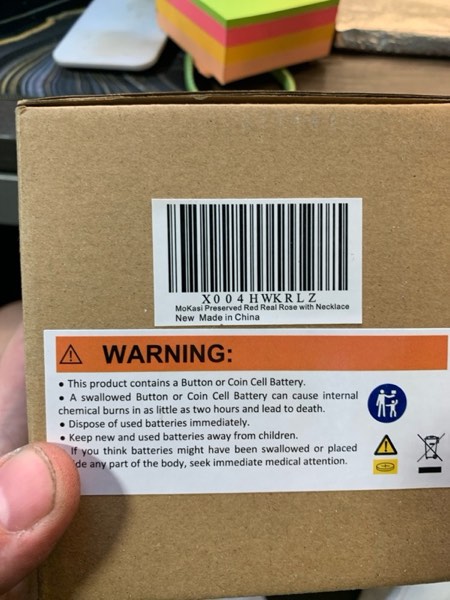 X004HWKRLZ
MoKasi Preserved Red Real Rose with Necklace
New Made in China
WARNING:
• This product contains a Button or Coin Cell Battery.
• A swallowed Button or Coin Cell Battery can cause internal
chemical burns in as little as two hours and lead to death.
• Dispose of used batteries immediately.
• Keep new and used batteries away from children.
If you think batteries might have been swallowed or placed
any part of the body, seek immediate medical attention.